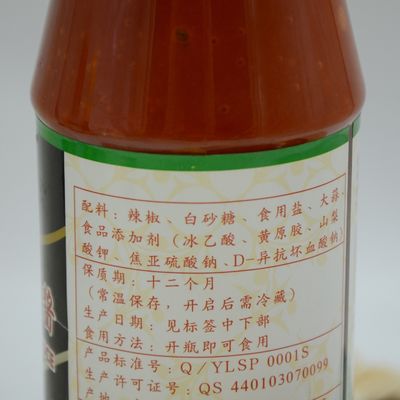 配料：辣椒、白砂糖、食用盐、大蒜、
食品添加剂（冰乙酸、黄原胶、山梨
酸钾、焦亚硫酸钠、D-异抗坏血酸钠）
保质期：十二个月
（常温保存，开启后需冷藏）
生产日期：见标签中下部
食用方法：开瓶即可食用
产品标准号：Q/YLSP 0001S
生产许可证号：QS 440103070099
酱
王